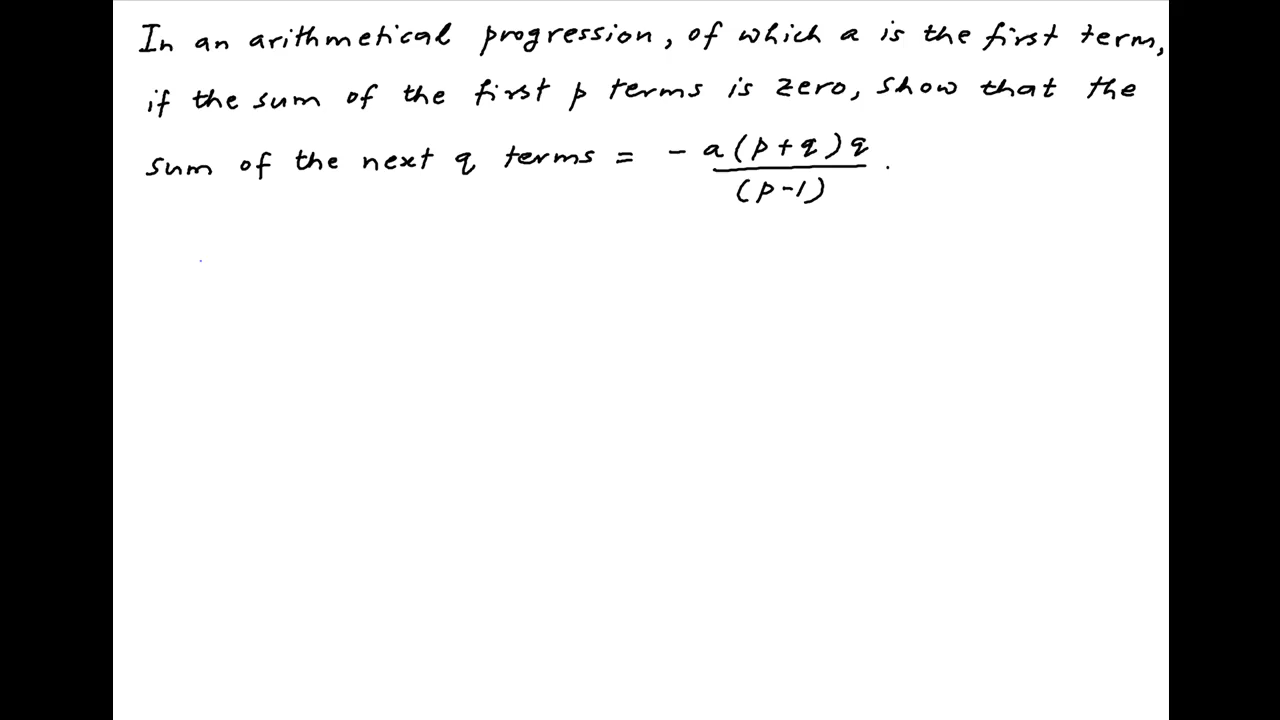 In an arithmetical progression, of which a is the first term,
if the sum of the first p terms is zero, show that the
sum of the next q terms = - a(p+q)q / (p-1) .